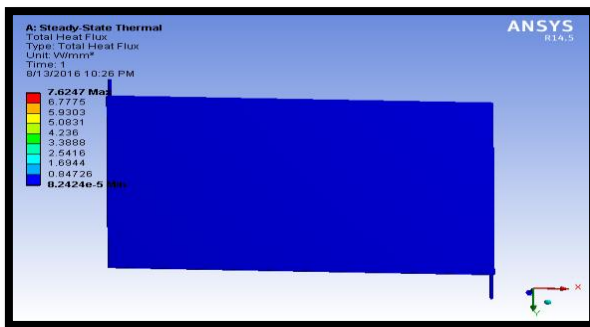 A: Steady-State Thermal
Total Heat Flux
Type: Total Heat Flux
Unit: W/mm²
Time: 1
8/13/2016 10:26 PM
ANSYS
R14.5
7.6247 Max
6.7775
5.9303
5.0831
4.236
3.3888
2.5416
1.6944
0.84726
8.2424e-5 Min
X
Y